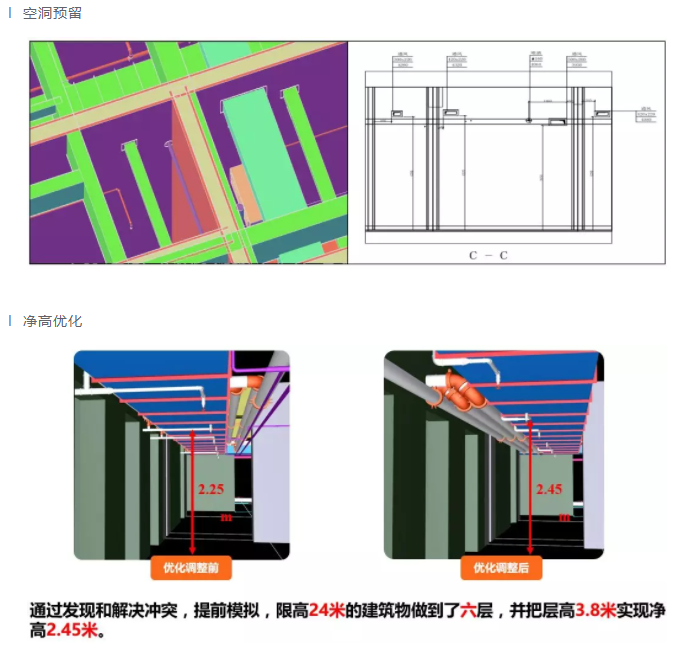 空洞预留
C - C
净高优化
2.25
m
2.45
m
优化调整前
优化调整后
通过发现和解决冲突，提前模拟，限高24米的建筑物做到了六层，并把层高3.8米实现净
高2.45米。